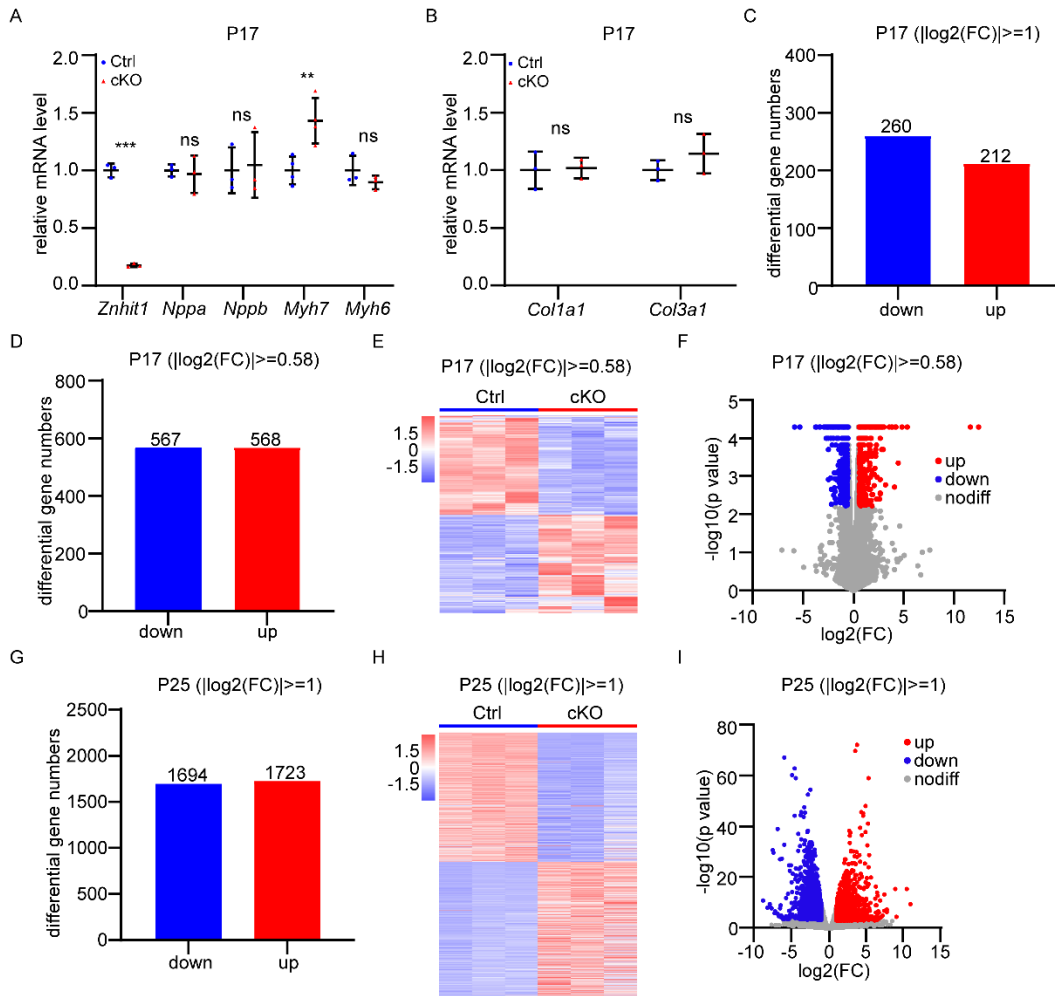 A
P17
relative mRNA level
2.0
1.5
1.0
0.5
0.0
Ctrl
cKO
***
ns
ns
**
ns
Znhit1
Nppa
Nppb
Myh7
Myh6
B
P17
relative mRNA level
2.0
1.5
1.0
0.5
0.0
Ctrl
cKO
ns
ns
Col1a1
Col3a1
C
P17 (|log2(FC)|>=1)
differential gene numbers
400
300
200
100
0
260
212
down
up
D
P17 (|log2(FC)|>=0.58)
differential gene numbers
800
600
400
200
0
567
568
down
up
E
P17 (|log2(FC)|>=0.58)
Ctrl
cKO
1.5
0
-1.5
F
P17 (|log2(FC)|>=0.58)
-log10(p value)
5
4
3
2
1
0
up
down
nodiff
-10
-5
0
5
10
15
log2(FC)
G
P25 (|log2(FC)|>=1)
differential gene numbers
2500
2000
1500
1000
500
0
1694
1723
down
up
H
P25 (|log2(FC)|>=1)
Ctrl
cKO
1.5
0
-1.5
I
P25 (|log2(FC)|>=1)
-log10(p value)
80
60
40
20
0
up
down
nodiff
-10
-5
0
5
10
15
log2(FC)